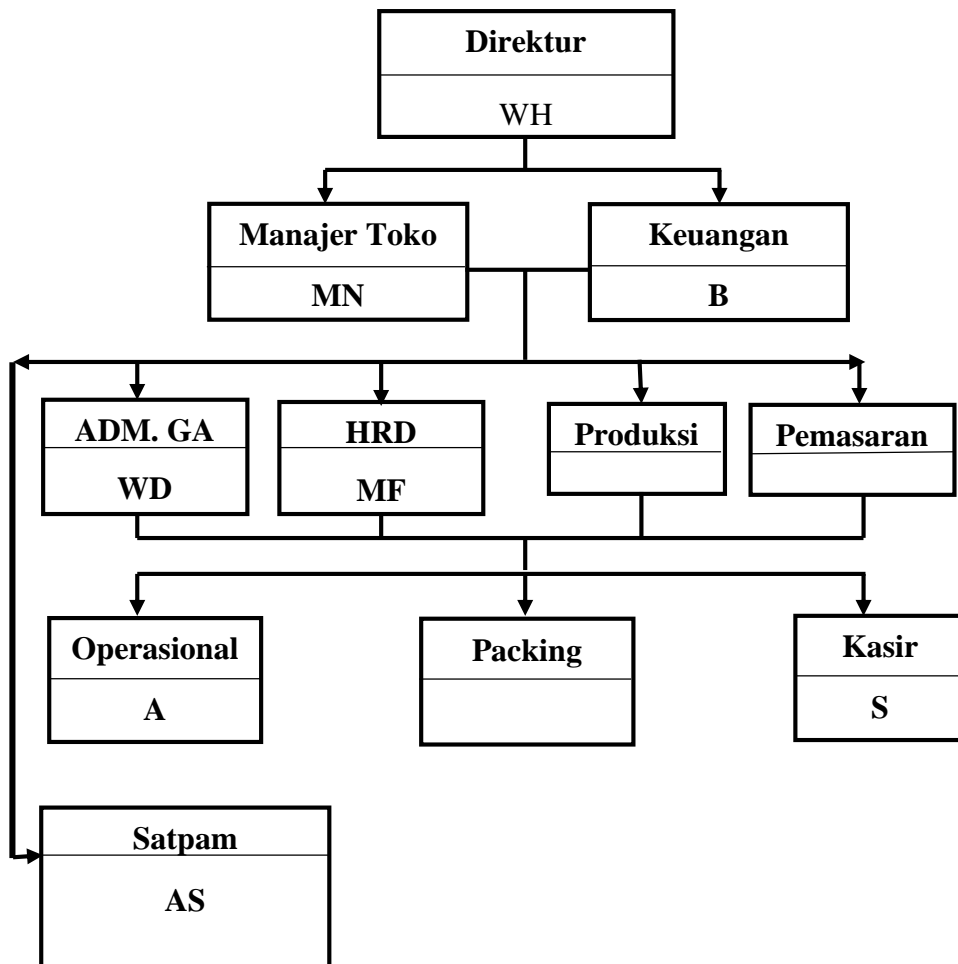 Direktur
WH
Manajer Toko
MN
Keuangan
B
ADM. GA
WD
HRD
MF
Produksi
Pemasaran
Operasional
A
Packing
Kasir
S
Satpam
AS